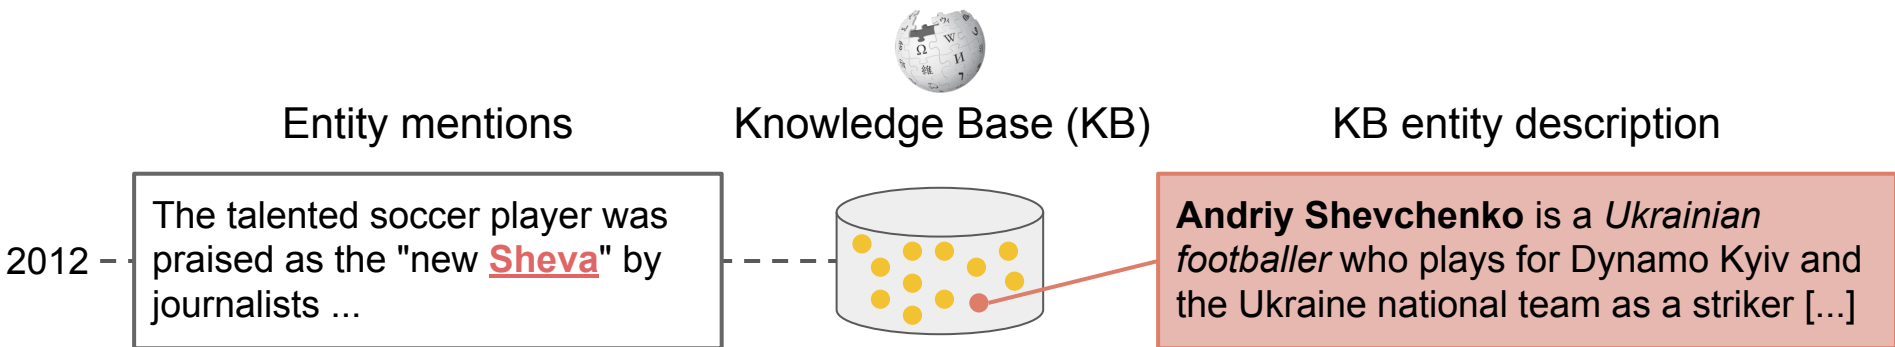 Entity mentions
Knowledge Base (KB)
KB entity description
2012
The talented soccer player was
praised as the "new Sheva" by
journalists ...
Andriy Shevchenko is a Ukrainian
footballer who plays for Dynamo Kyiv and
the Ukraine national team as a striker [...]